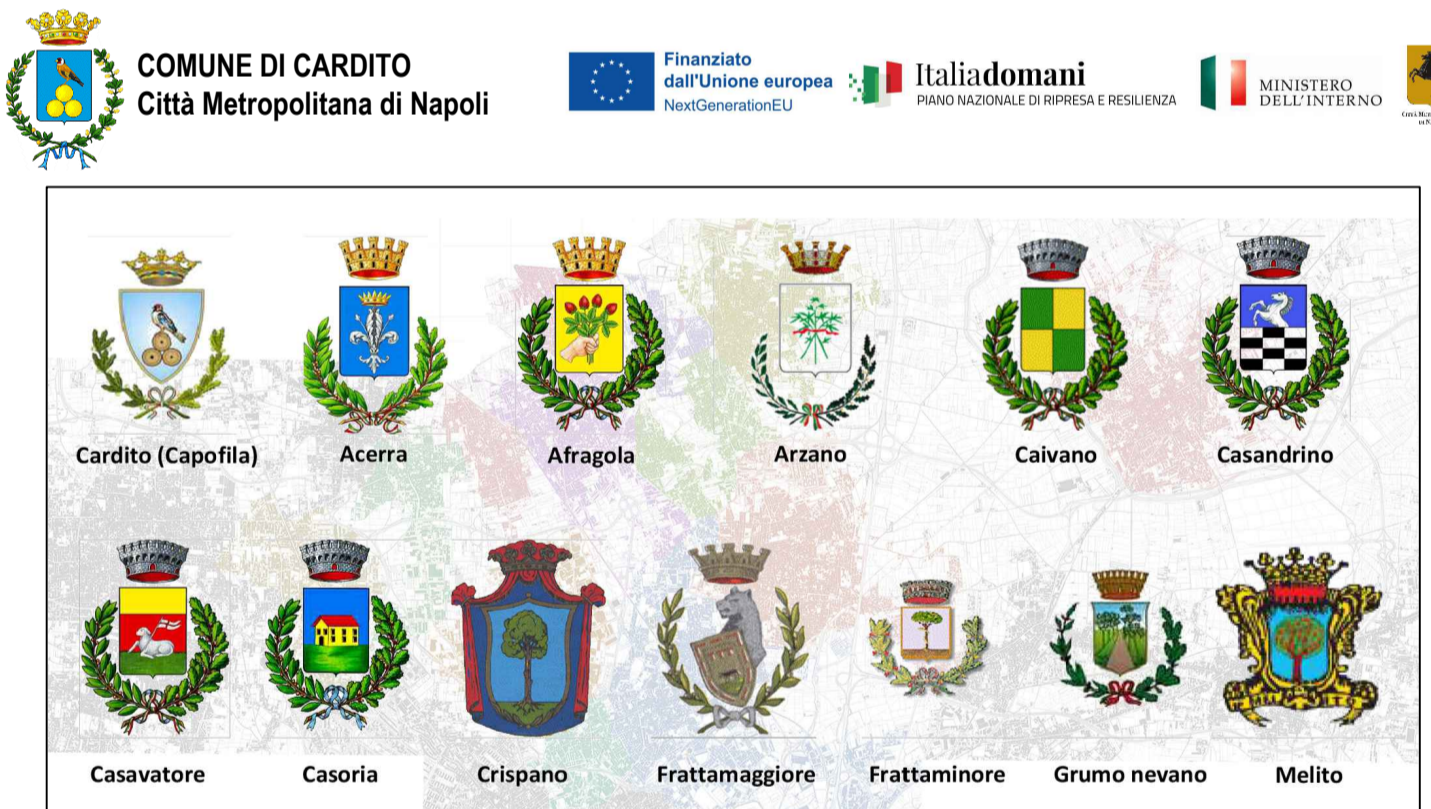 COMUNE DI CARDITO
Città Metropolitana di Napoli
Finanziato
dall'Unione europea
NextGenerationEU
Italiadomani
PIANO NAZIONALE DI RIPRESA E RESILIENZA
MINISTERO
DELL'INTERNO
Cardito (Capofila)
Acerra
Afragola
Arzano
Caivano
Casandrino
Casavatore
Casoria
Crispano
Frattamaggiore
Frattaminore
Grumo nevano
Melito